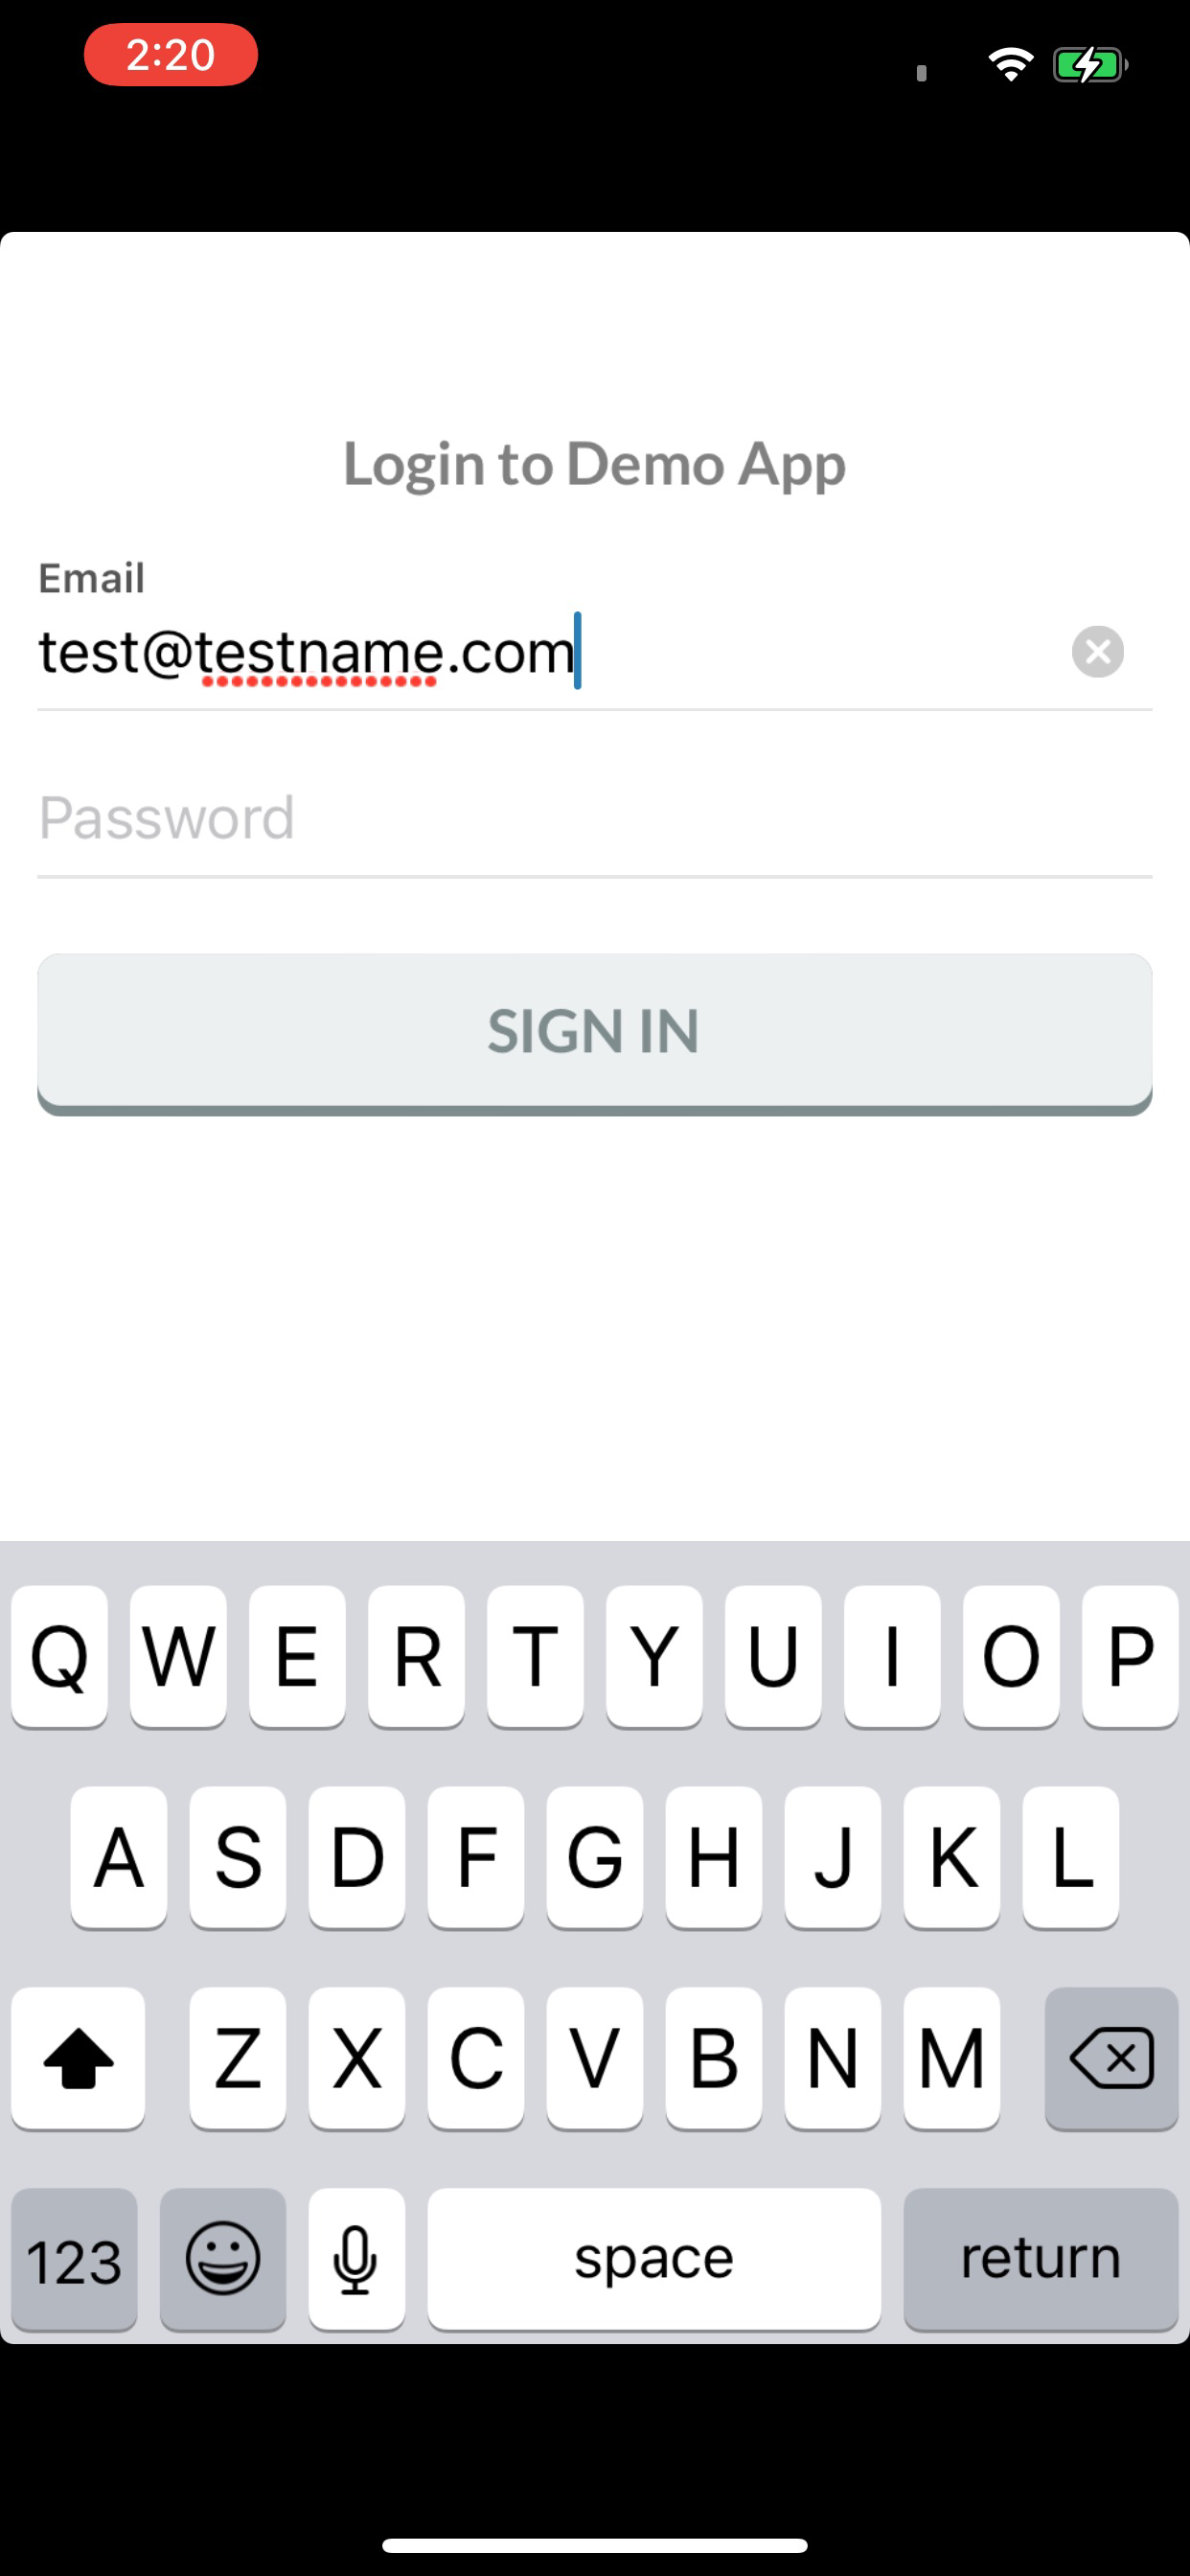 2:20
Login to Demo App
Email
test@testname.com
Password
SIGN IN
Q W E R T Y U I O P
A S D F G H J K L
Z X C V B N M
123 space return